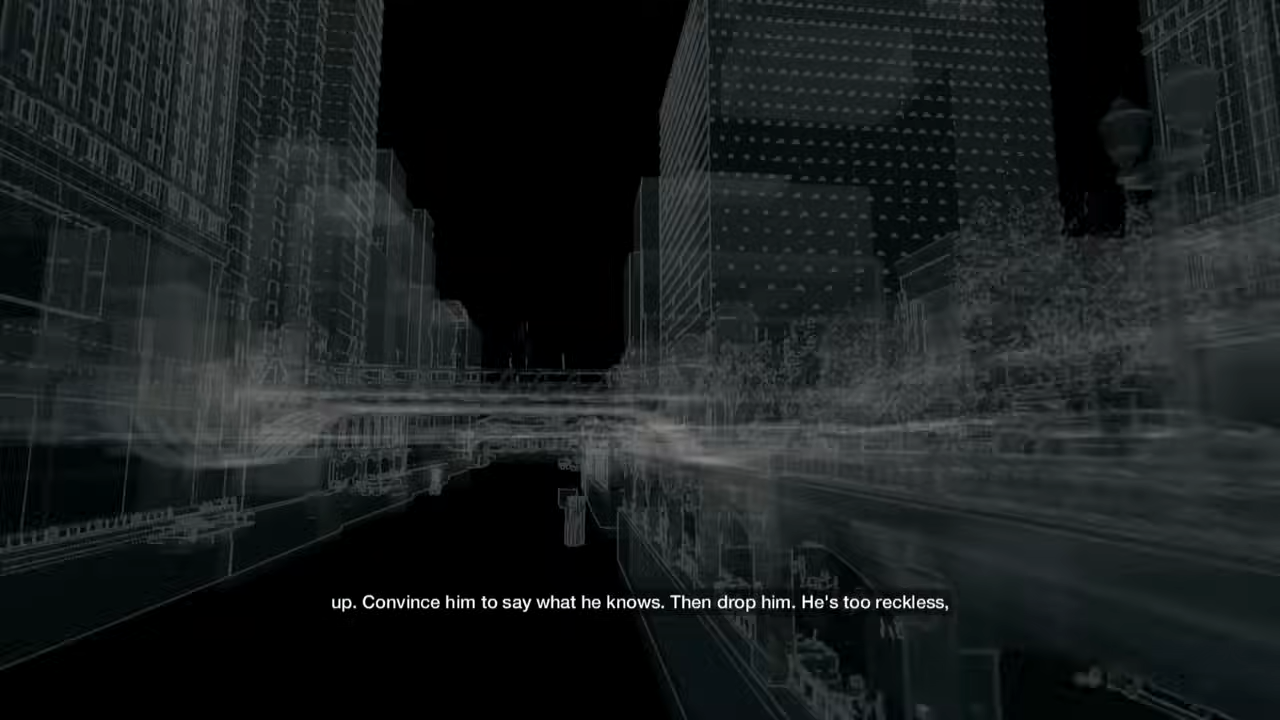 up. Convince him to say what he knows. Then drop him. He's too reckless,